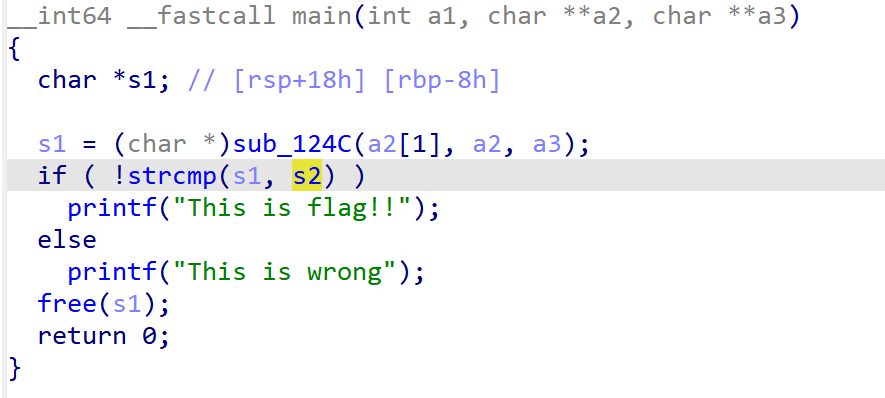 __int64 __fastcall main(int a1, char **a2, char **a3)
{
  char *s1; // [rsp+18h] [rbp-8h]

  s1 = (char *)sub_124C(a2[1], a2, a3);
  if ( !strcmp(s1, s2) )
    printf("This is flag!!");
  else
    printf("This is wrong");
  free(s1);
  return 0;
}